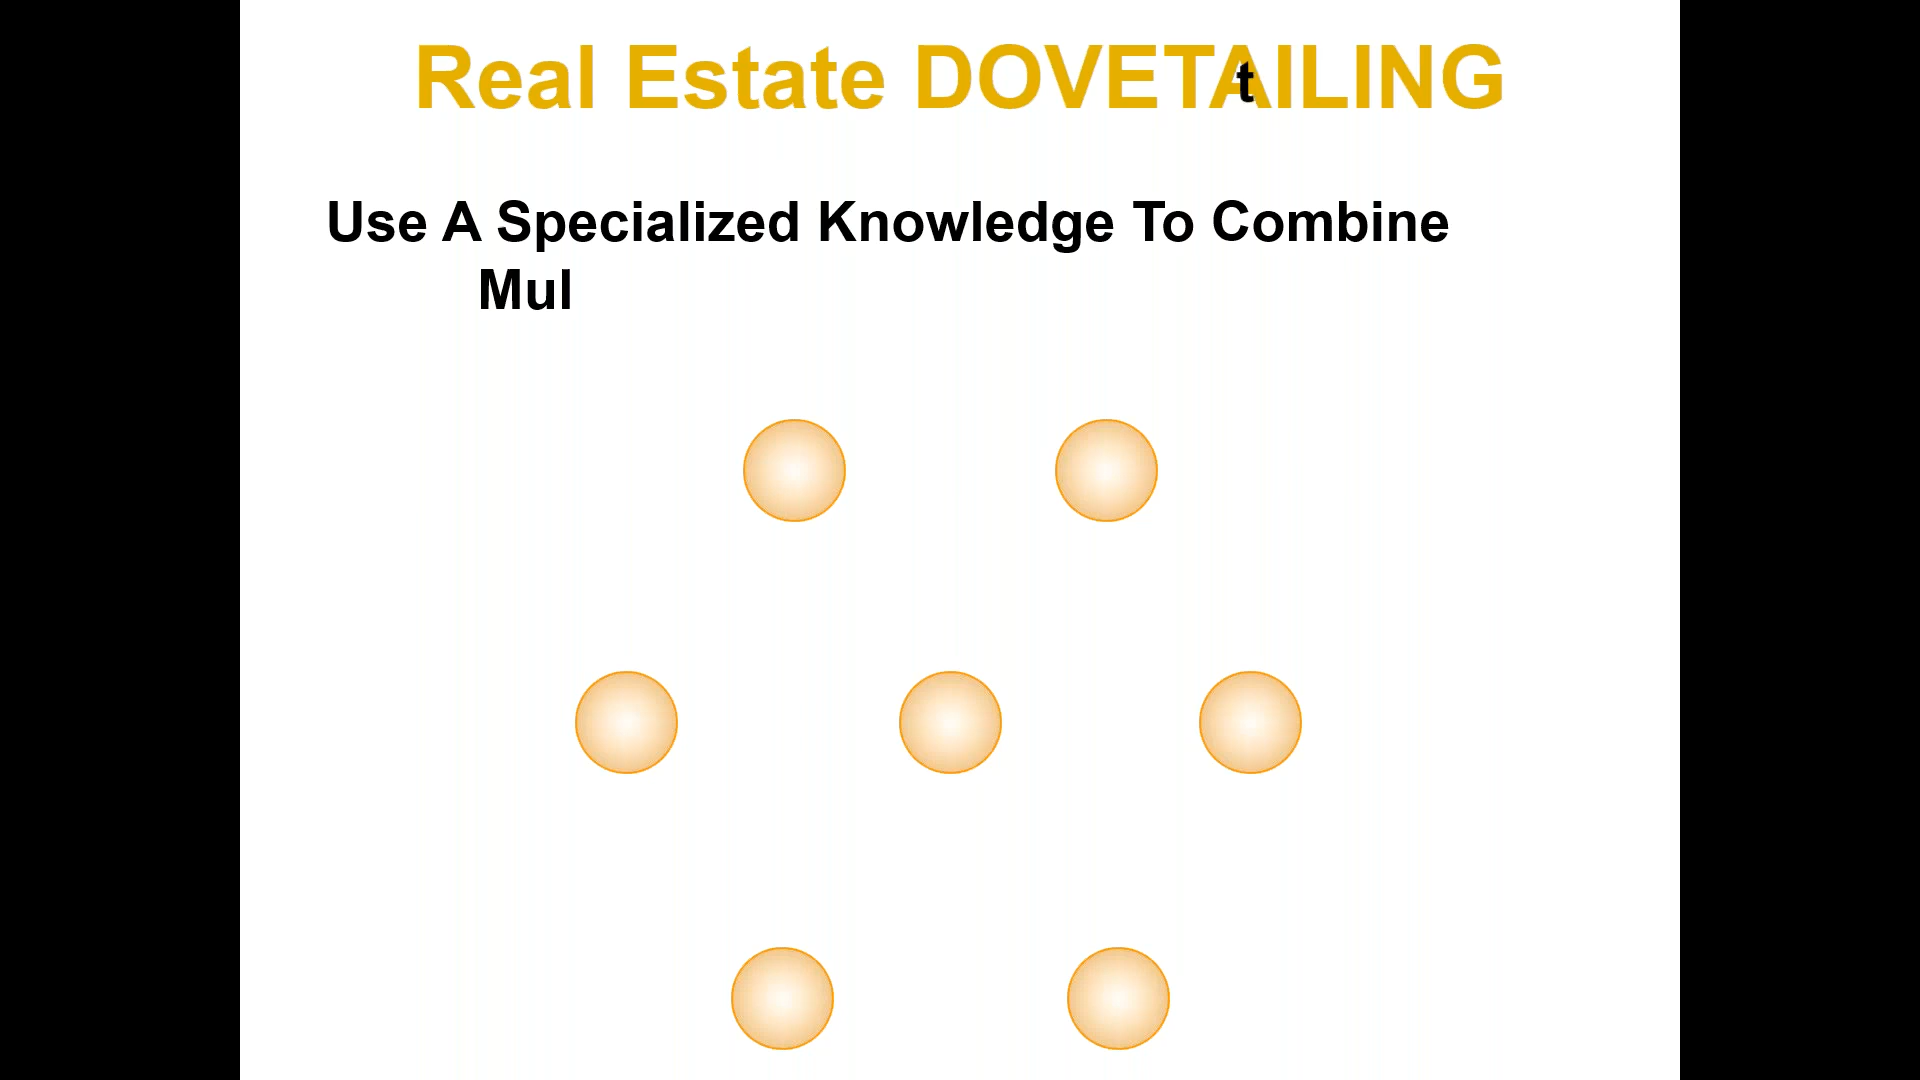 Real Estate DOVETAILING
t
Use A Specialized Knowledge To Combine
Mul